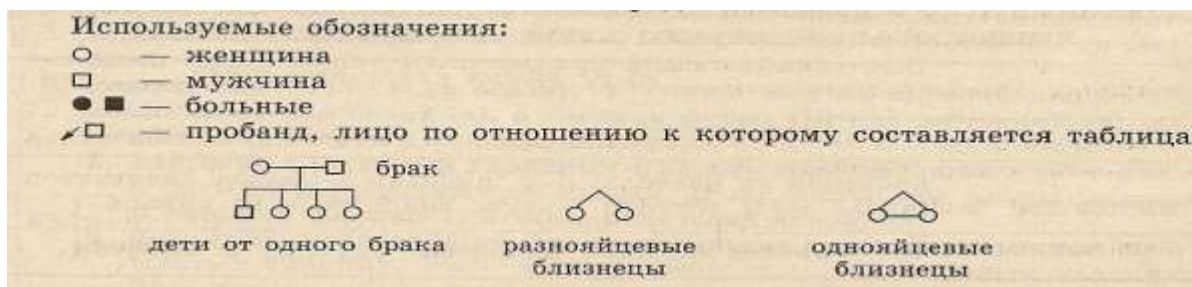 Используемые обозначения:
— женщина
— мужчина
— больные
— пробанд, лицо по отношению к которому составляется таблица
брак
дети от одного брака
разнояйцевые
близнецы
однояйцевые
близнецы